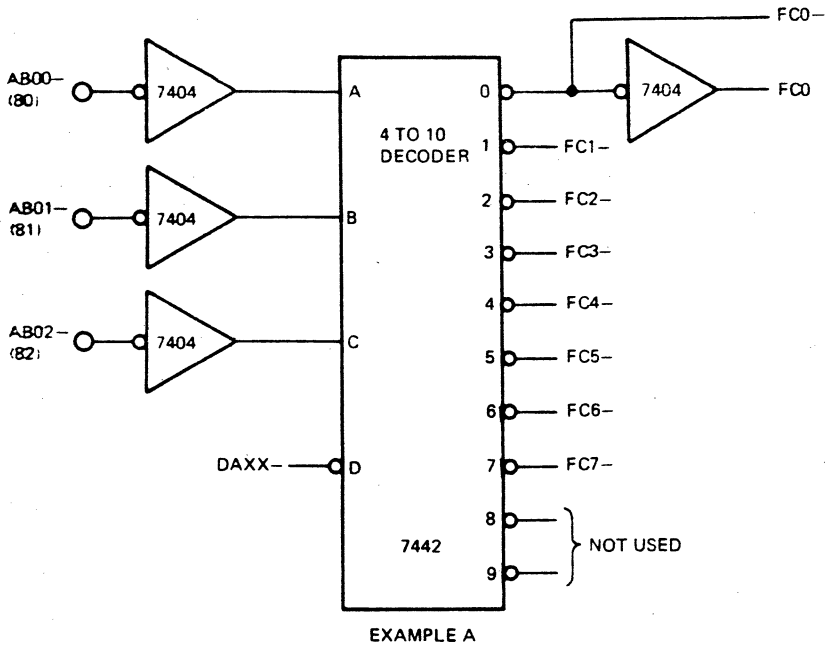 FC0–
AB00–
(80)
7404
A
0
7404
FC0
4 TO 10
DECODER
1
FC1–
2
FC2–
AB01–
(81)
7404
B
3
FC3–
4
FC4–
AB02–
(82)
7404
C
5
FC5–
6
FC6–
DAXX–
D
7
FC7–
8
7442
NOT USED
9
EXAMPLE A